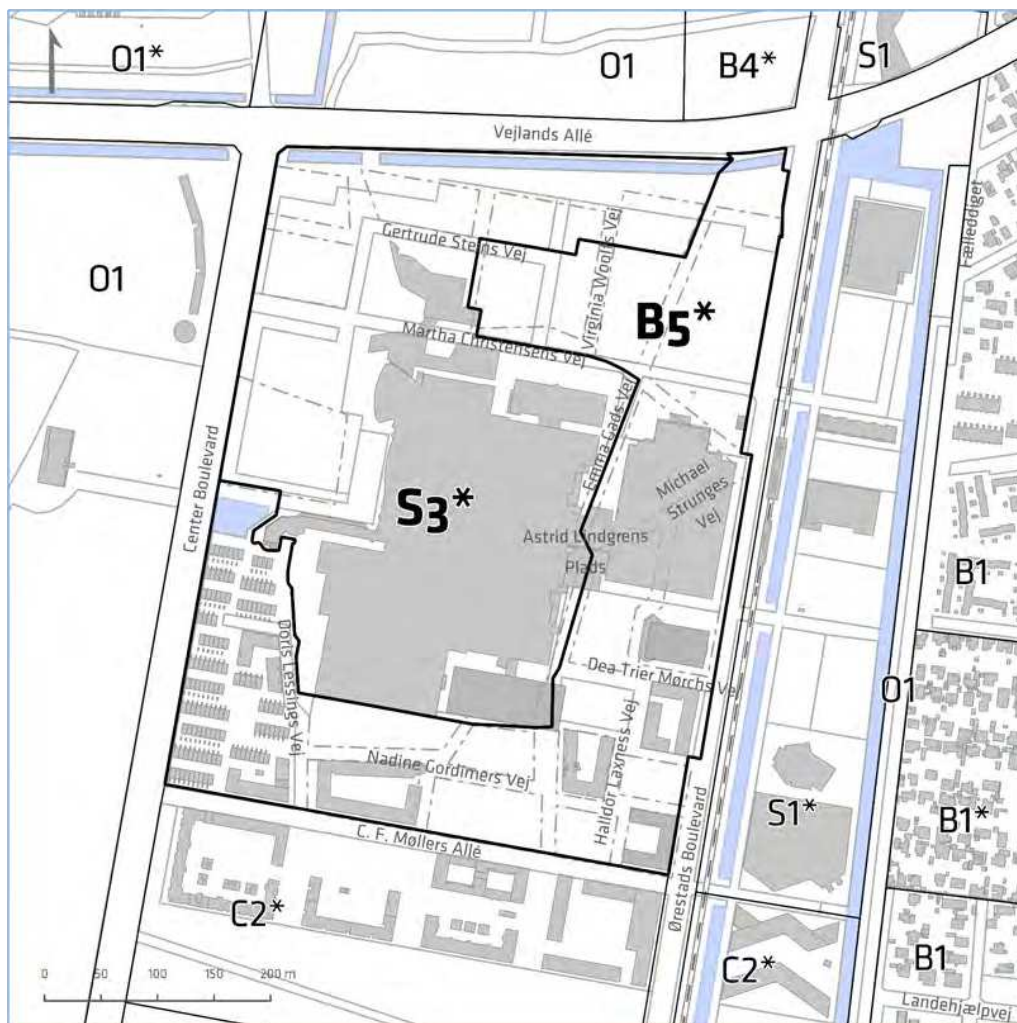 O1*
O1
B4*
S1
Vejlands Allé
Fælleddiget
Gertrude Steins Vej
Virginia Woolfs Vej
O1
B5*
Martha Christensens Vej
Emma Gads Vej
Michael
Strunges
Vej
S3*
Center Boulevard
Astrid Lindgrens
Plads
B1
Doris Lessings Vej
Dea Trier Mørchs Vej
O1
Halldor Laxness Vej
Nadine Gordimers Vej
Ørestads Boulevard
S1*
B1*
C. F. Møllers Allé
C2*
C2*
B1
0 50 100 150 200 m
Landehjælpvej